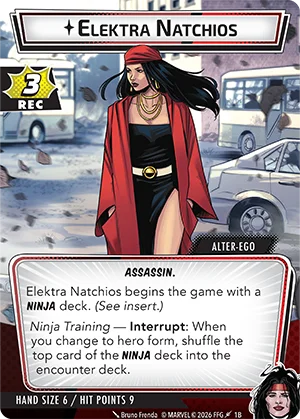 ELEKTRA NATCHIOS
3
REC
ALTER-EGO
ASSASSIN.
Elektra Natchios begins the game with a
NINJA deck. (See insert.)
Ninja Training — Interrupt: When
you change to hero form, shuffle the
top card of the NINJA deck into the
encounter deck.
HAND SIZE 6 / HIT POINTS 9
Bruno Frenda © MARVEL © 2026 FFG 1B